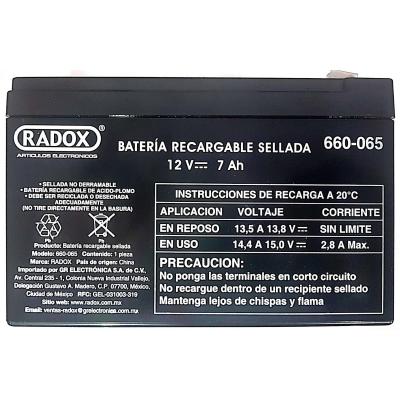 RADOX®
ARTICULOS ELECTRONICOS
BATERÍA RECARGABLE SELLADA
12 V 7 Ah
660-065
• SELLADA NO DERRAMABLE
• BATERÍA RECARGABLE DE ACIDO-PLOMO
• DEBE SER RECICLADA O DESECHADA
ADECUADAMENTE
(NO TIRE DIRECTAMENTE EN LA BASURA)
Pb
Pb
Producto: Batería recargable sellada
Modelo: 660-065 Contenido: 1 pieza
Marca: RADOX País de origen: China
Importado por GR ELECTRÓNICA S.A. de C.V.
Av. Central 235 - 1, Colonia Nueva Industrial Vallejo,
Delegación Gustavo A. Madero, C.P. 07700, México,
Ciudad de México RFC: GEL-031003-319
Sitio web: www.radox.com.mx
ventas-radox@grelectronica.com.mx
INSTRUCCIONES DE RECARGA A 20°C
APLICACION VOLTAJE CORRIENTE
EN REPOSO 13,5 A 13,8 V SIN LIMITE
EN USO 14,4 A 15,0 V 2,8 A Max.
PRECAUCION:
No ponga las terminales en corto circuito
No recargue dentro de un recipiente sellado
Mantenga lejos de chispas y flama